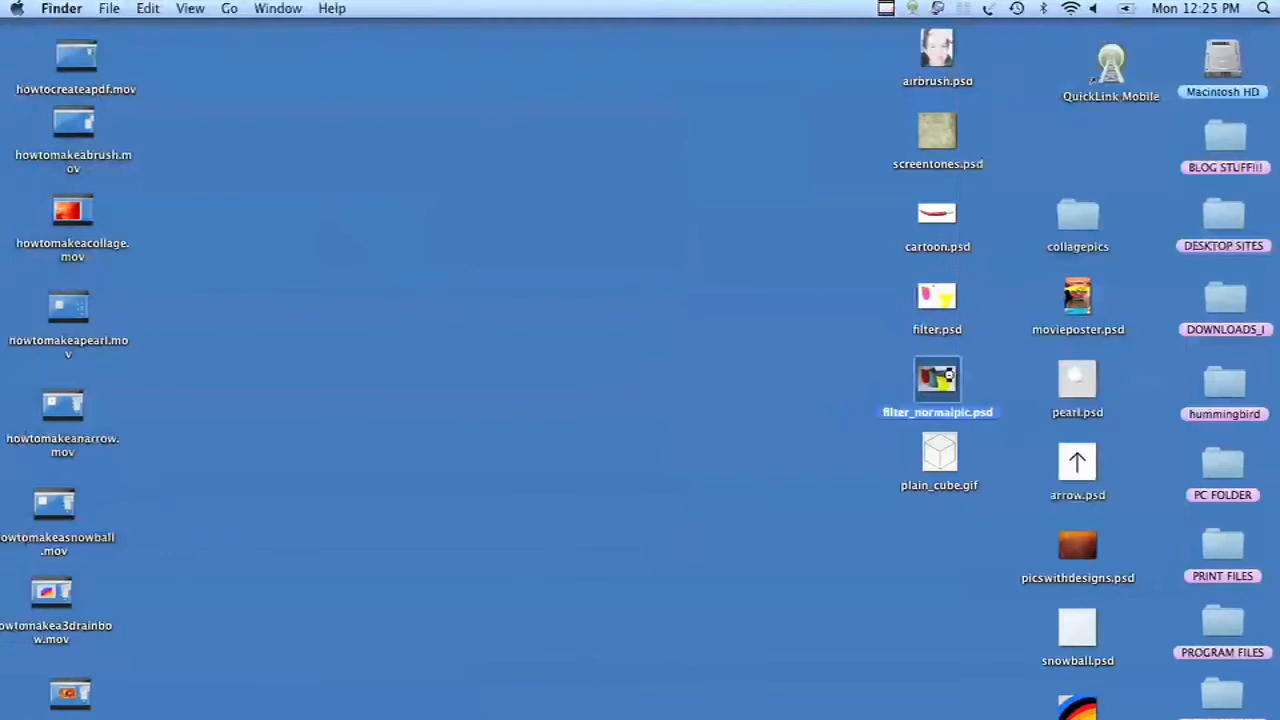 Finder File Edit View Go Window Help Mon 12:25 PM
howtocreateapdf.mov
howtomakeabrush.m
ov
howtomakeacollage.
mov
howtomakeapearl.mo
v
howtomakeanarrow.
mov
owtomakeasnowball
.mov
owtomakea3drainbo
w.mov
airbrush.psd
screentones.psd
cartoon.psd
filter.psd
filter_normalpic.psd
plain_cube.gif
QuickLink Mobile
collagepics
movieposter.psd
pearl.psd
arrow.psd
picswithdesigns.psd
snowball.psd
Macintosh HD
BLOG STUFF!!!
DESKTOP SITES
DOWNLOADS_I
hummingbird
PC FOLDER
PRINT FILES
PROGRAM FILES